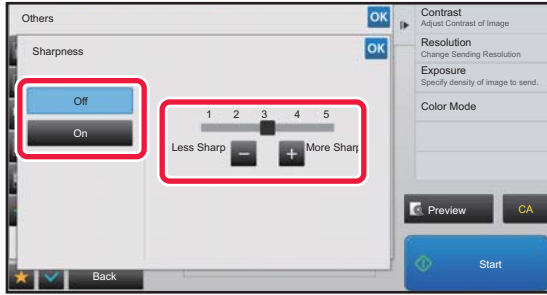 Others
OK
Sharpness
OK
Off
On
1 2 3 4 5
Less Sharp
More Sharp
Back
Contrast
Adjust Contrast of Image
Resolution
Change Sending Resolution
Exposure
Specify density of image to send.
Color Mode
Preview
CA
Start